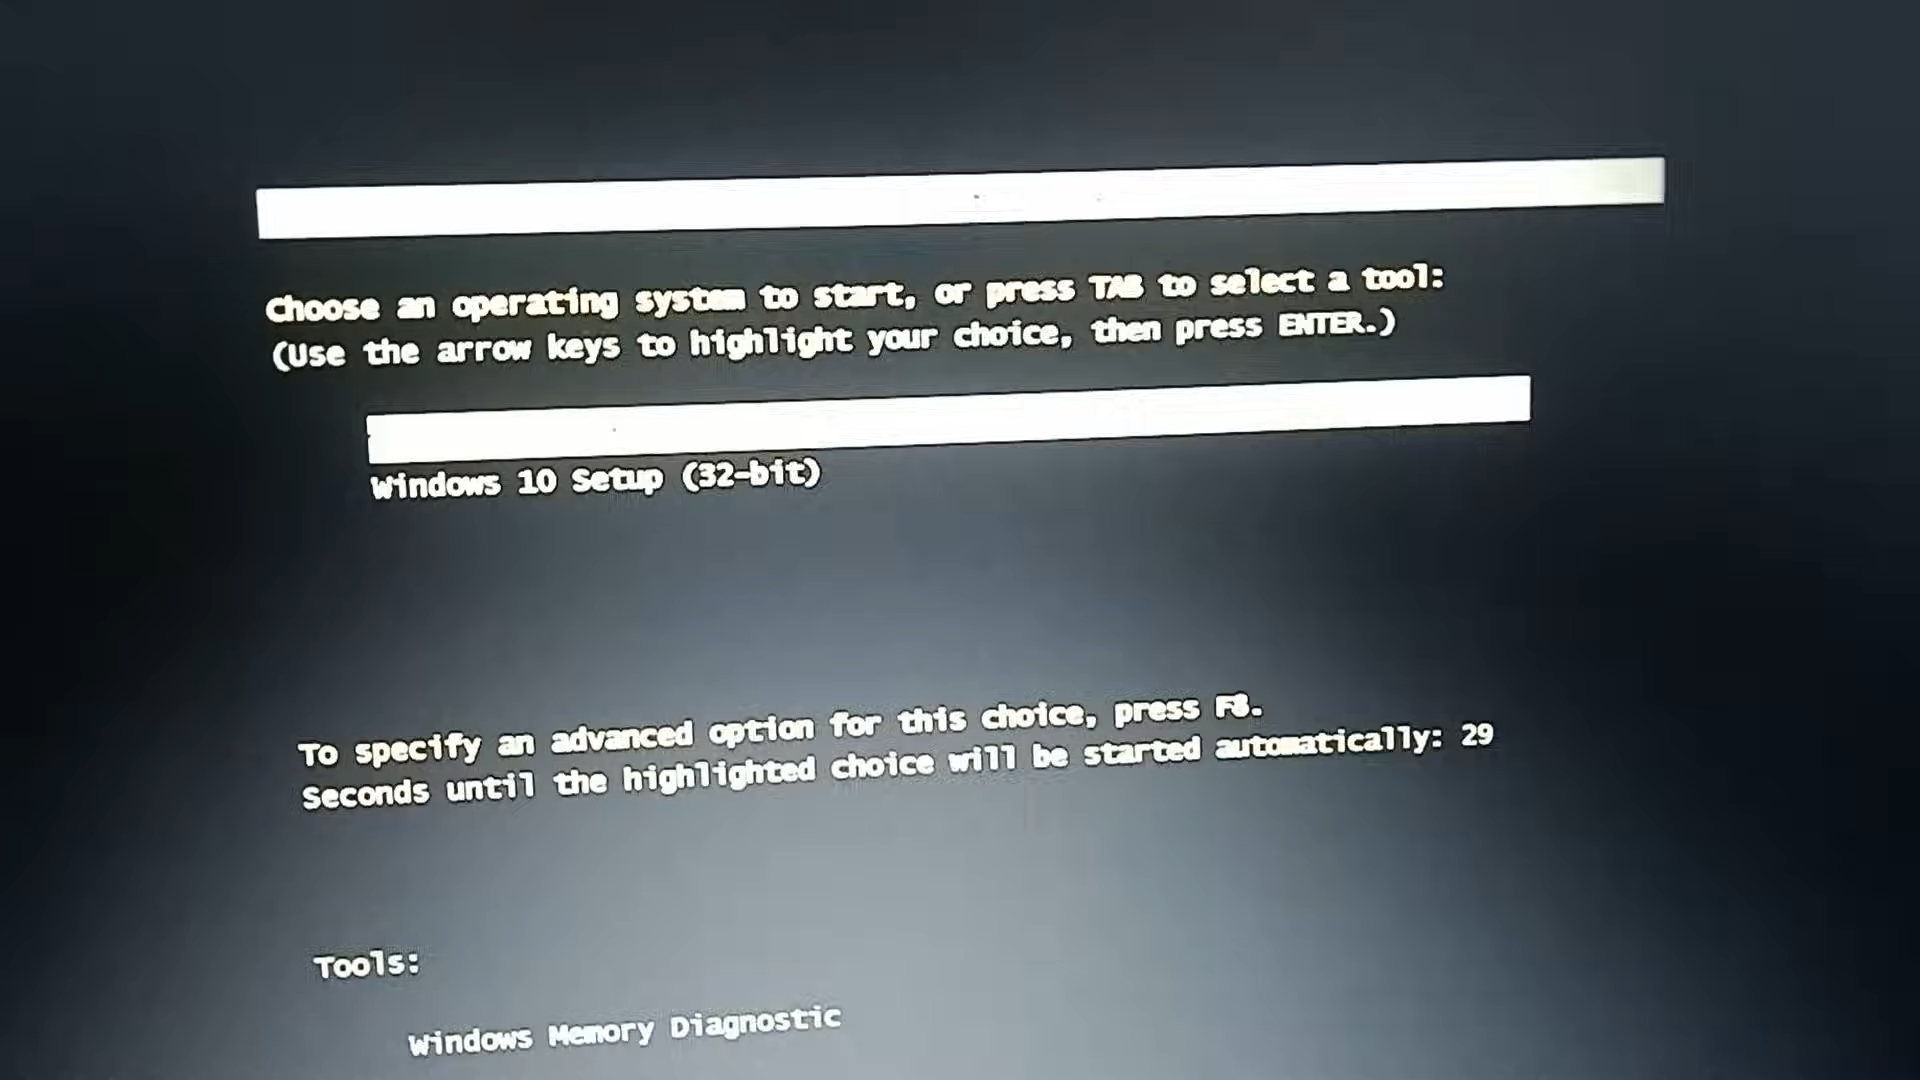 Choose an operating system to start, or press TAB to select a tool:
(Use the arrow keys to highlight your choice, then press ENTER.)
Windows 10 Setup (32-bit)
To specify an advanced option for this choice, press F8.
Seconds until the highlighted choice will be started automatically: 29
Tools:
Windows Memory Diagnostic